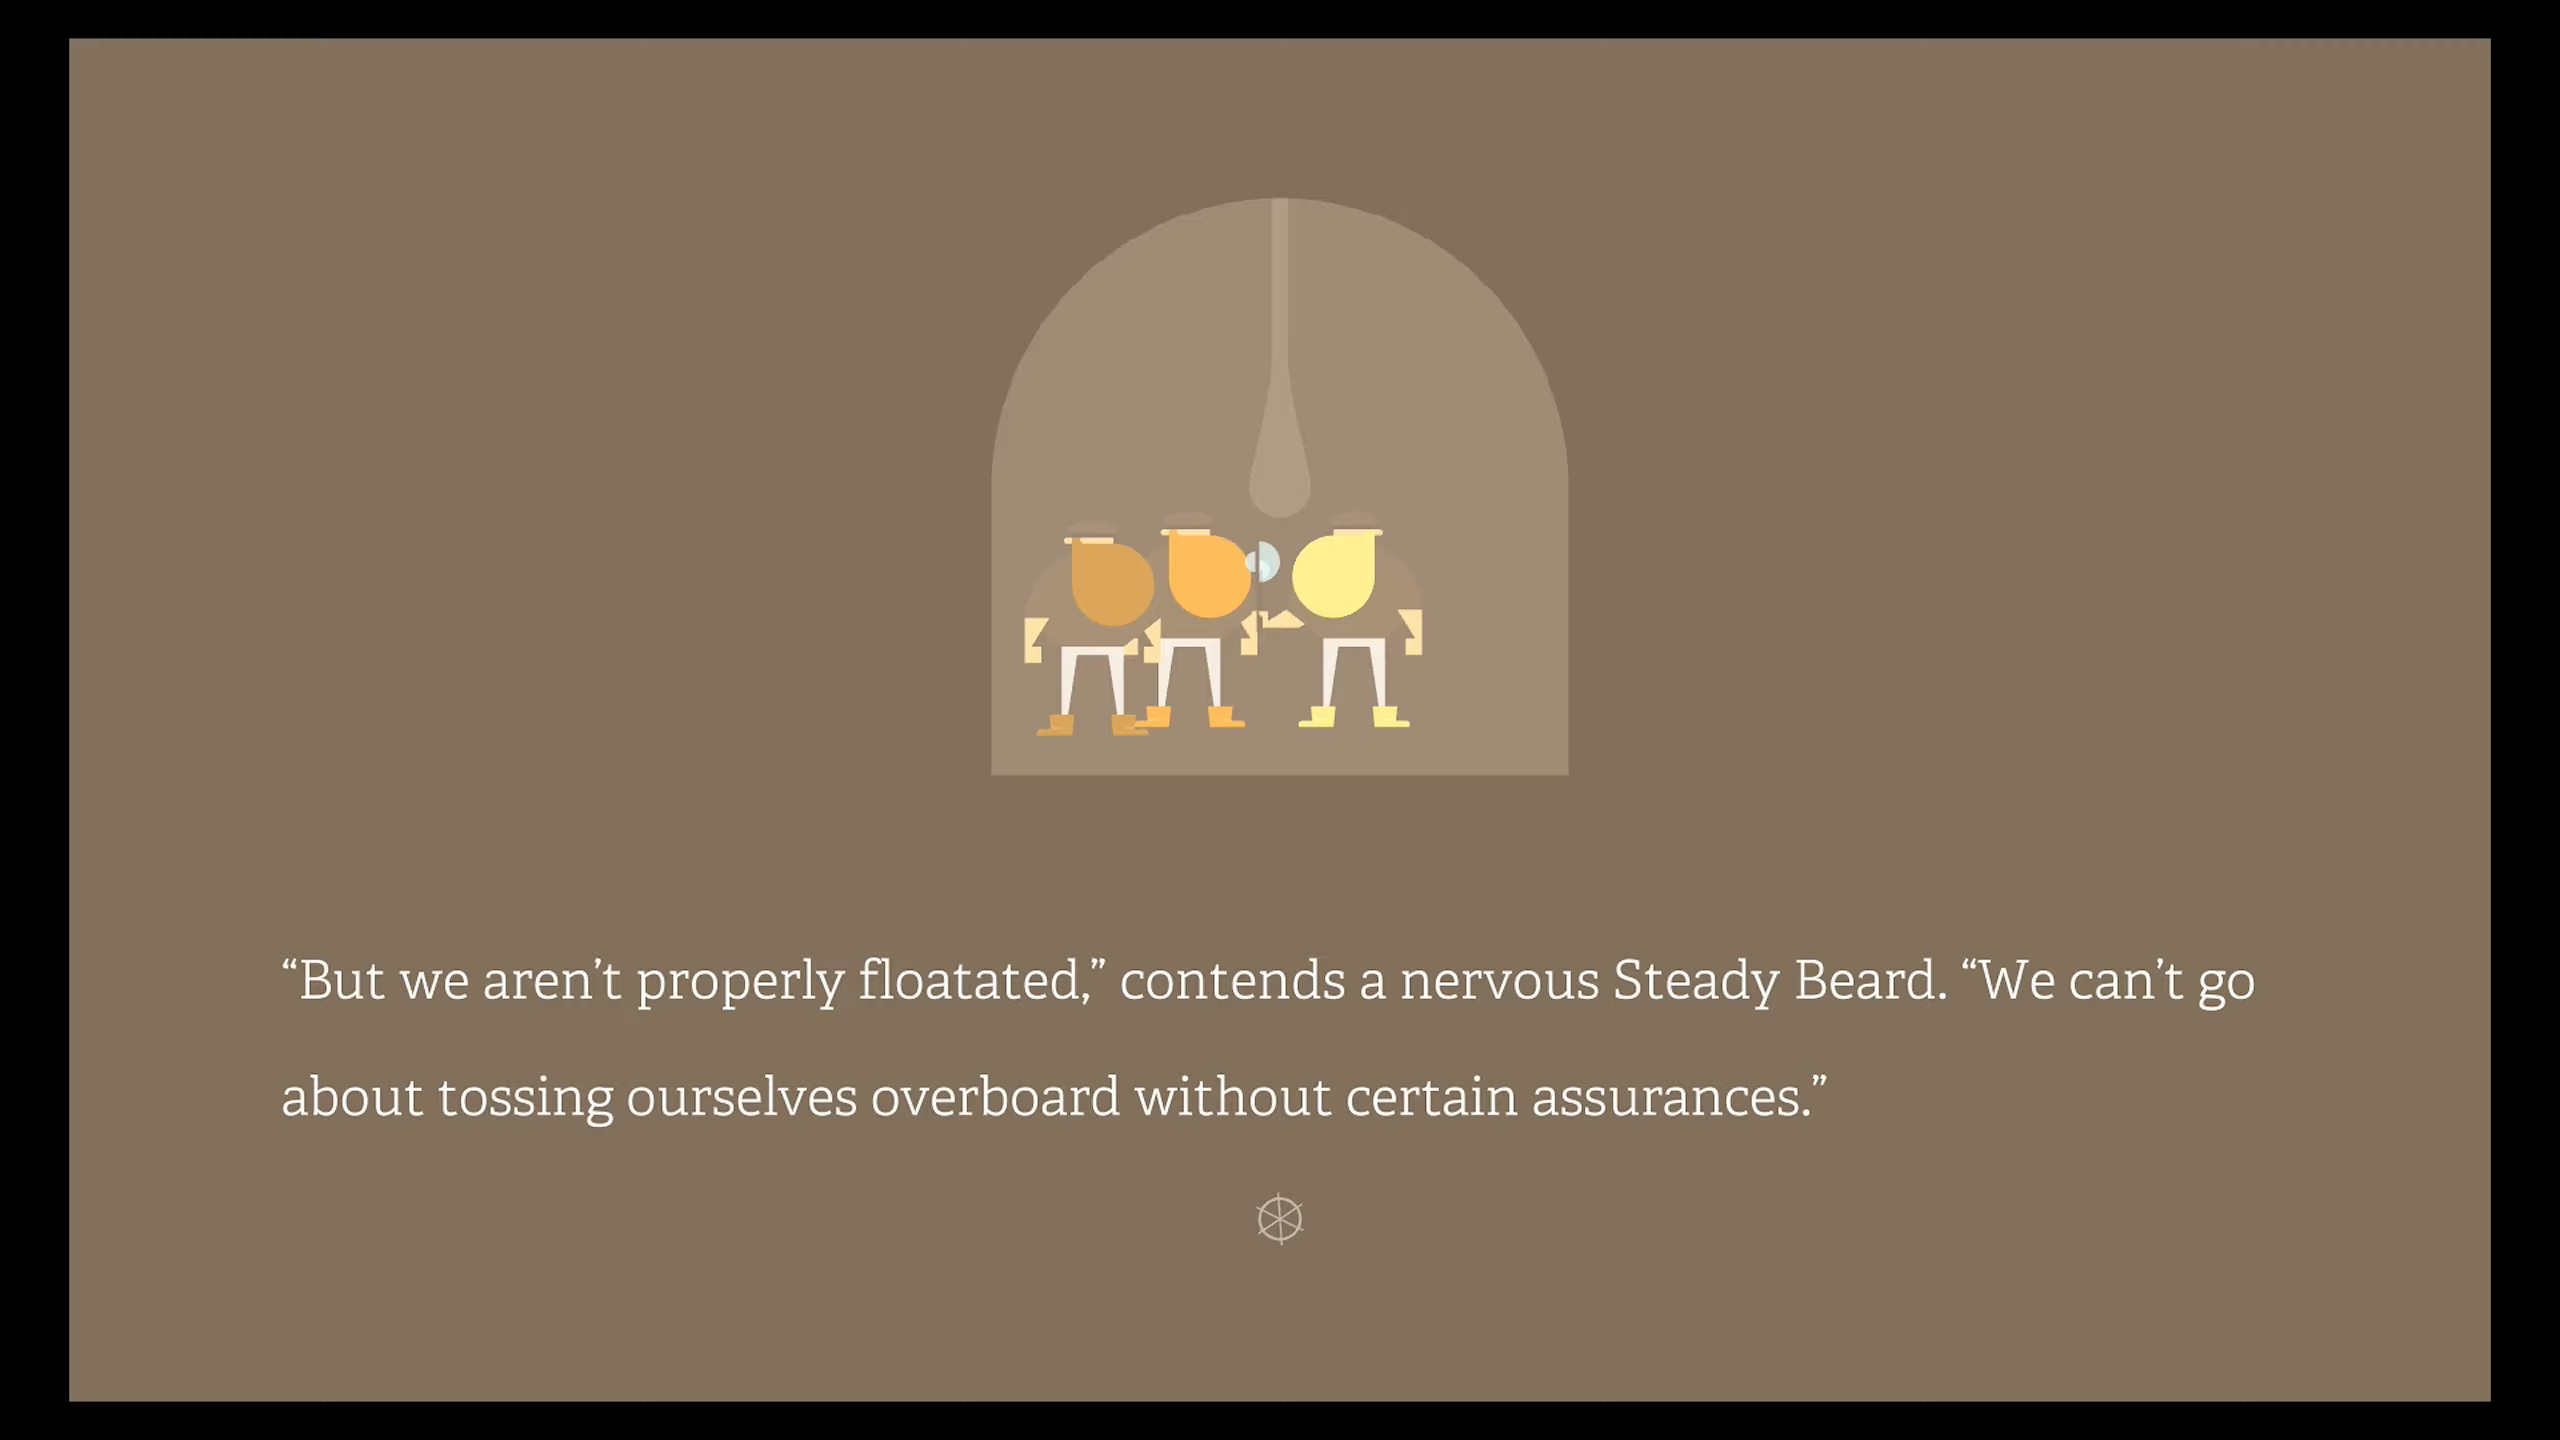 “But we aren’t properly floatated,” contends a nervous Steady Beard. “We can’t go
about tossing ourselves overboard without certain assurances.”